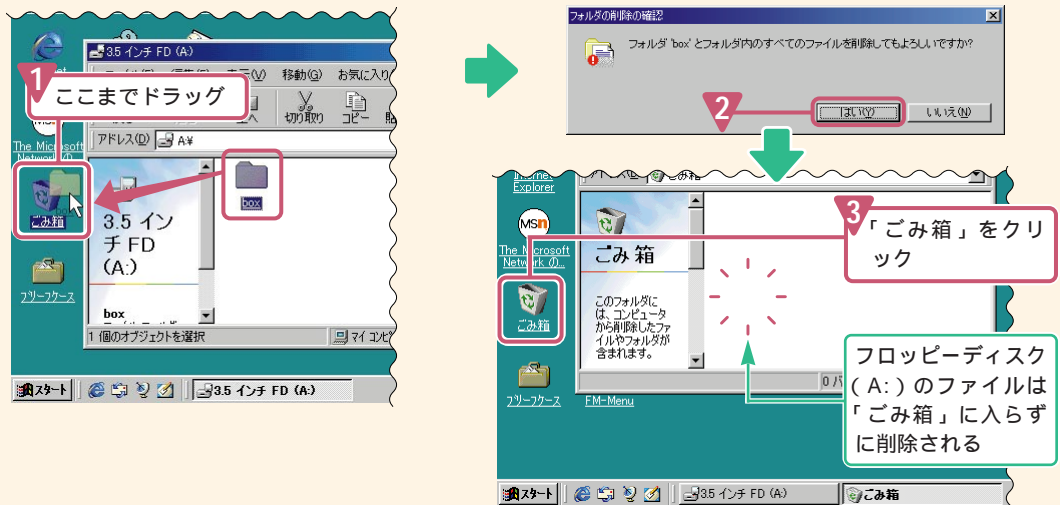 3.5 インチ FD (A:)
移動(G)
お気に入り
1
ここまでドラッグ
切り取り
コピー
アドレス(D)
A:¥
The Microsoft
ごみ箱
box
3.5 イン
チ FD
(A:)
box
ブリーフケース
1 個のオブジェクトを選択
マイ コンピ
スタート
3.5 インチ FD (A:)
フォルダの削除の確認
フォルダ 'box' とフォルダ内のすべてのファイルを削除してもよろしいですか?
2
はい(Y)
いいえ(N)
Internet
Explorer
ごみ箱
msn
The Microsoft
Network の...
ごみ箱
3
「ごみ箱」をクリ
ック
このフォルダに
は、コンピュータ
から削除したファ
イルやフォルダが
含まれます。
ごみ箱
フロッピーディスク
(A:)のファイルは
「ごみ箱」に入らず
に削除される
ブリーフケース
FM-Menu
スタート
3.5 インチ FD (A:)
ごみ箱